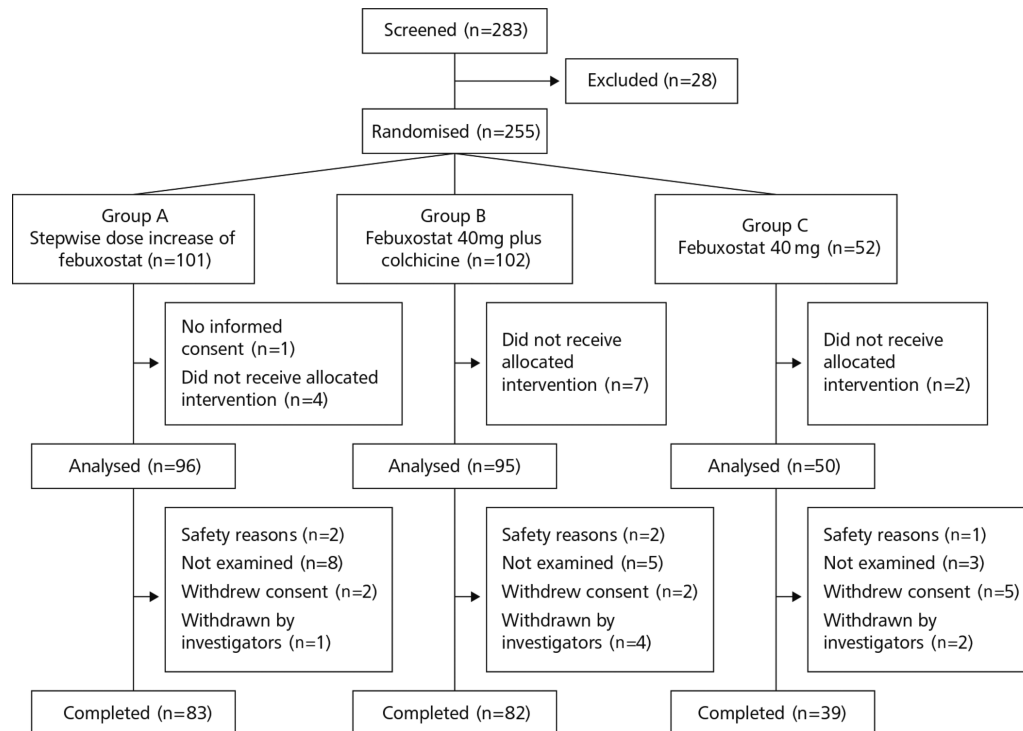 Screened (n=283)
Excluded (n=28)
Randomised (n=255)
Group A
Stepwise dose increase of
febuxostat (n=101)
Group B
Febuxostat 40mg plus
colchicine (n=102)
Group C
Febuxostat 40 mg (n=52)
No informed
consent (n=1)
Did not receive allocated
intervention (n=4)
Did not receive
allocated
intervention (n=7)
Did not receive
allocated
intervention (n=2)
Analysed (n=96)
Analysed (n=95)
Analysed (n=50)
Safety reasons (n=2)
Not examined (n=8)
Withdrew consent (n=2)
Withdrawn by
investigators (n=1)
Safety reasons (n=2)
Not examined (n=5)
Withdrew consent (n=2)
Withdrawn by
investigators (n=4)
Safety reasons (n=1)
Not examined (n=3)
Withdrew consent (n=5)
Withdrawn by
investigators (n=2)
Completed (n=83)
Completed (n=82)
Completed (n=39)